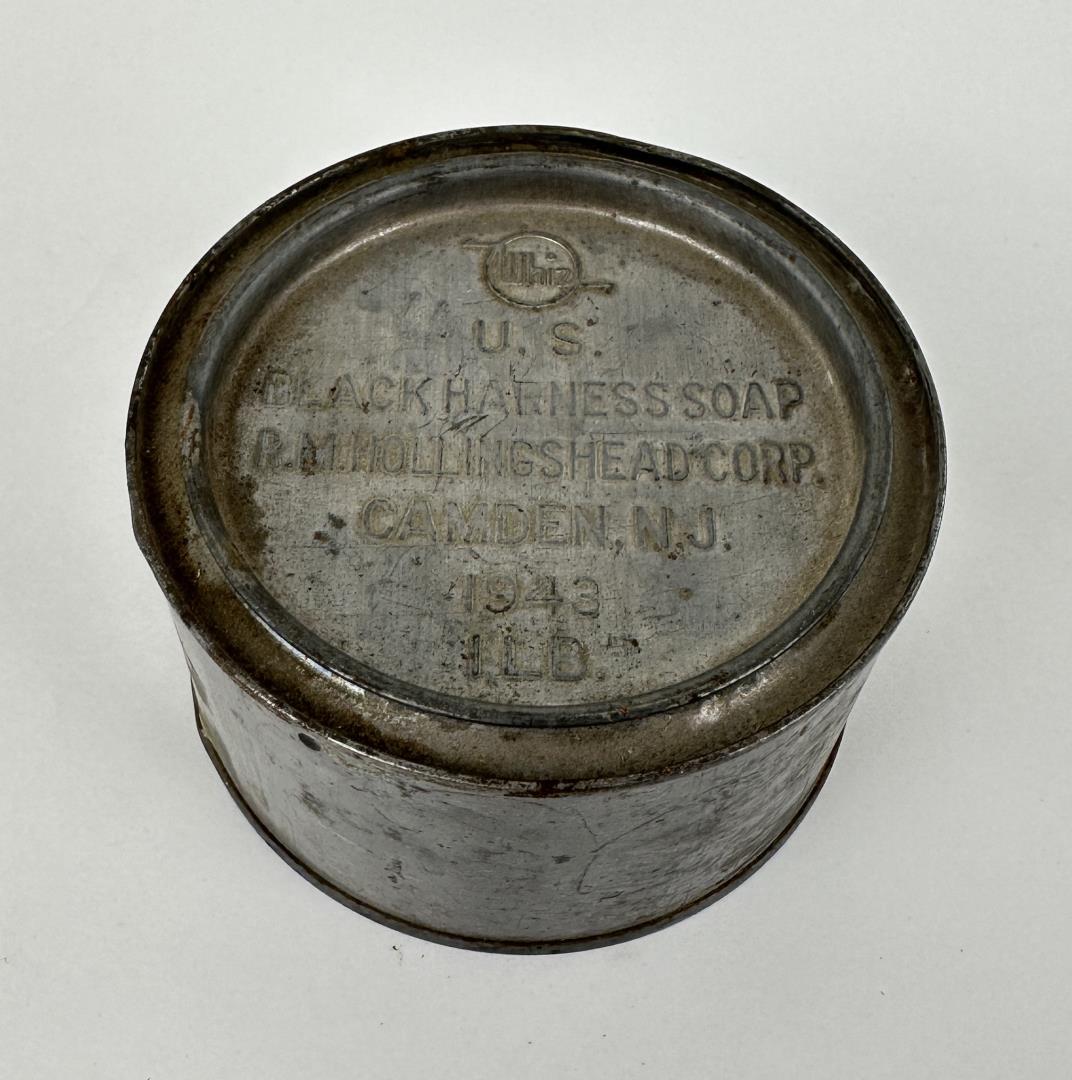 Whiz
U. S.
BLACK HARNESS SOAP
R. M. HOLLINGSHEAD CORP.
CAMDEN, N. J.
1943
1 LB.